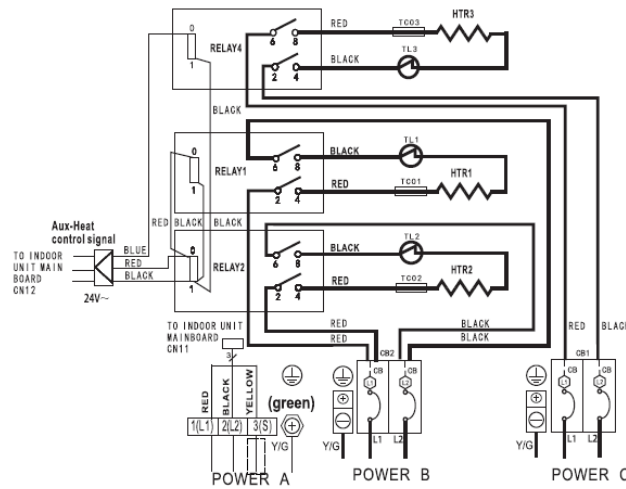 RELAY4
0
1
6 8
2 4
RED
TCO3
HTR3
TL3
BLACK
BLACK
RELAY1
0
1
6 8
2 4
BLACK
TL1
RED
TCO1
HTR1
RED BLACK BLACK
Aux-Heat
control signal
TO INDOOR
UNIT MAIN
BOARD
CN12
24V~
BLUE
RED
BLACK
RELAY2
0
1
6 8
2 4
BLACK
TL2
RED
TCO2
HTR2
TO INDOOR UNIT
MAINBOARD
CN11
3
RED
RED
BLACK
BLACK
RED
BLACK
CB2
CB CB
L1 L2
CB1
CB CB
L1 L2
RED
BLACK
YELLOW
(green)
1(L1) 2(L2) 3(S)
Y/G
Y/G
L1 L2
Y/G
L1 L2
POWER A
POWER B
POWER C